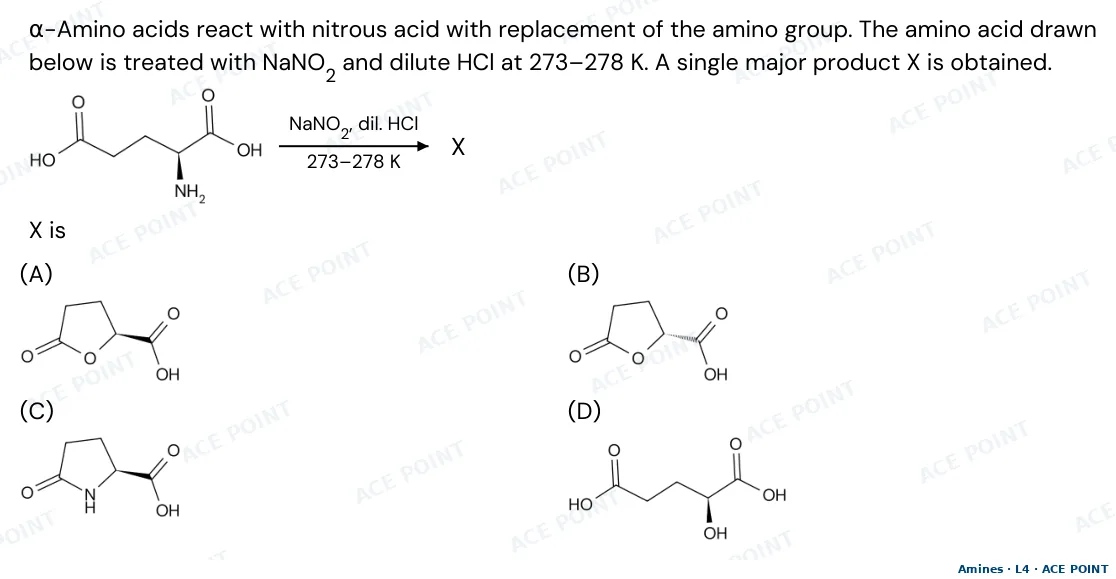 α-Amino acids react with nitrous acid with replacement of the amino group. The amino acid drawn
below is treated with NaNO2 and dilute HCl at 273–278 K. A single major product X is obtained.
O O
HO OH
NH2
NaNO2, dil. HCl
273–278 K
X
X is
(A)
O
O O
OH
(B)
O
O O
OH
(C)
O
O N
H OH
(D)
O O
HO OH
OH
Amines · L4 · ACE POINT
ACE POINT